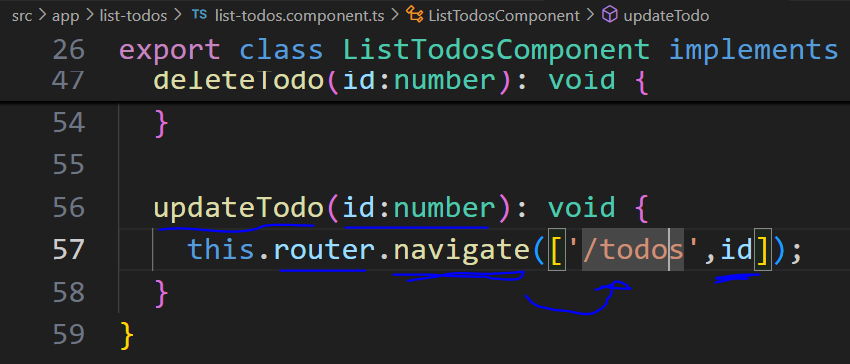 src > app > list-todos > TS list-todos.component.ts > ListTodosComponent > updateTodo
26 export class ListTodosComponent implements
47 deleteTodo(id:number): void {
54 }
55
56 updateTodo(id:number): void {
57 this.router.navigate(['/todos',id]);
58 }
59 }